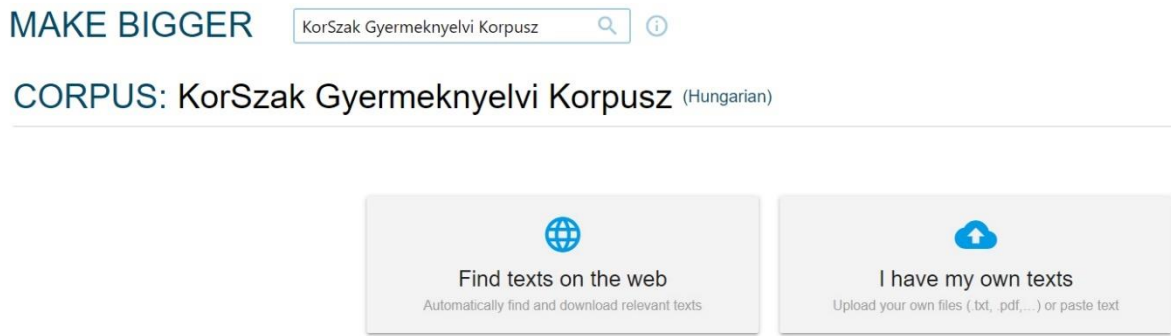 MAKE BIGGER
KorSzak Gyermeknyelvi Korpusz
CORPUS: KorSzak Gyermeknyelvi Korpusz (Hungarian)
Find texts on the web
Automatically find and download relevant texts
I have my own texts
Upload your own files (.txt, .pdf,...) or paste text